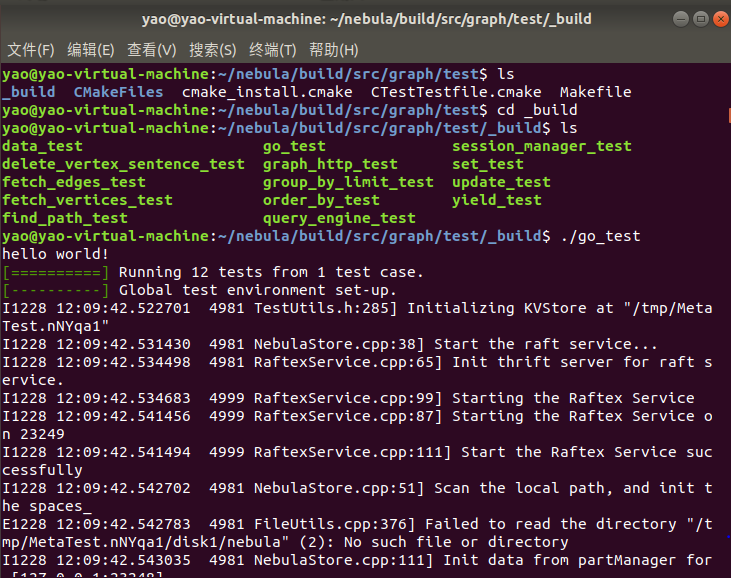 yao@yao-virtual-machine: ~/nebula/build/src/graph/test/_build
文件(F) 编辑(E) 查看(V) 搜索(S) 终端(T) 帮助(H)
yao@yao-virtual-machine:~/nebula/build/src/graph/test$ ls
_build  CMakeFiles  cmake_install.cmake  CTestTestfile.cmake  Makefile
yao@yao-virtual-machine:~/nebula/build/src/graph/test$ cd _build
yao@yao-virtual-machine:~/nebula/build/src/graph/test/_build$ ls
data_test                    go_test              session_manager_test
delete_vertex_sentence_test  graph_http_test      set_test
fetch_edges_test             group_by_limit_test  update_test
fetch_vertices_test          order_by_test        yield_test
find_path_test               query_engine_test
yao@yao-virtual-machine:~/nebula/build/src/graph/test/_build$ ./go_test
hello world!
[==========] Running 12 tests from 1 test case.
[----------] Global test environment set-up.
I1228 12:09:42.522701  4981 TestUtils.h:285] Initializing KVStore at "/tmp/Meta
Test.nNYqa1"
I1228 12:09:42.531430  4981 NebulaStore.cpp:38] Start the raft service...
I1228 12:09:42.534498  4981 RaftexService.cpp:65] Init thrift server for raft s
ervice.
I1228 12:09:42.534683  4999 RaftexService.cpp:99] Starting the Raftex Service
I1228 12:09:42.541456  4999 RaftexService.cpp:87] Starting the Raftex Service o
n 23249
I1228 12:09:42.541494  4999 RaftexService.cpp:111] Start the Raftex Service suc
cessfully
I1228 12:09:42.542702  4981 NebulaStore.cpp:51] Scan the local path, and init t
he spaces_
E1228 12:09:42.542783  4981 FileUtils.cpp:376] Failed to read the directory "/t
mp/MetaTest.nNYqa1/disk1/nebula" (2): No such file or directory
I1228 12:09:42.543035  4981 NebulaStore.cpp:111] Init data from partManager for
[127.0.0.1:23248]